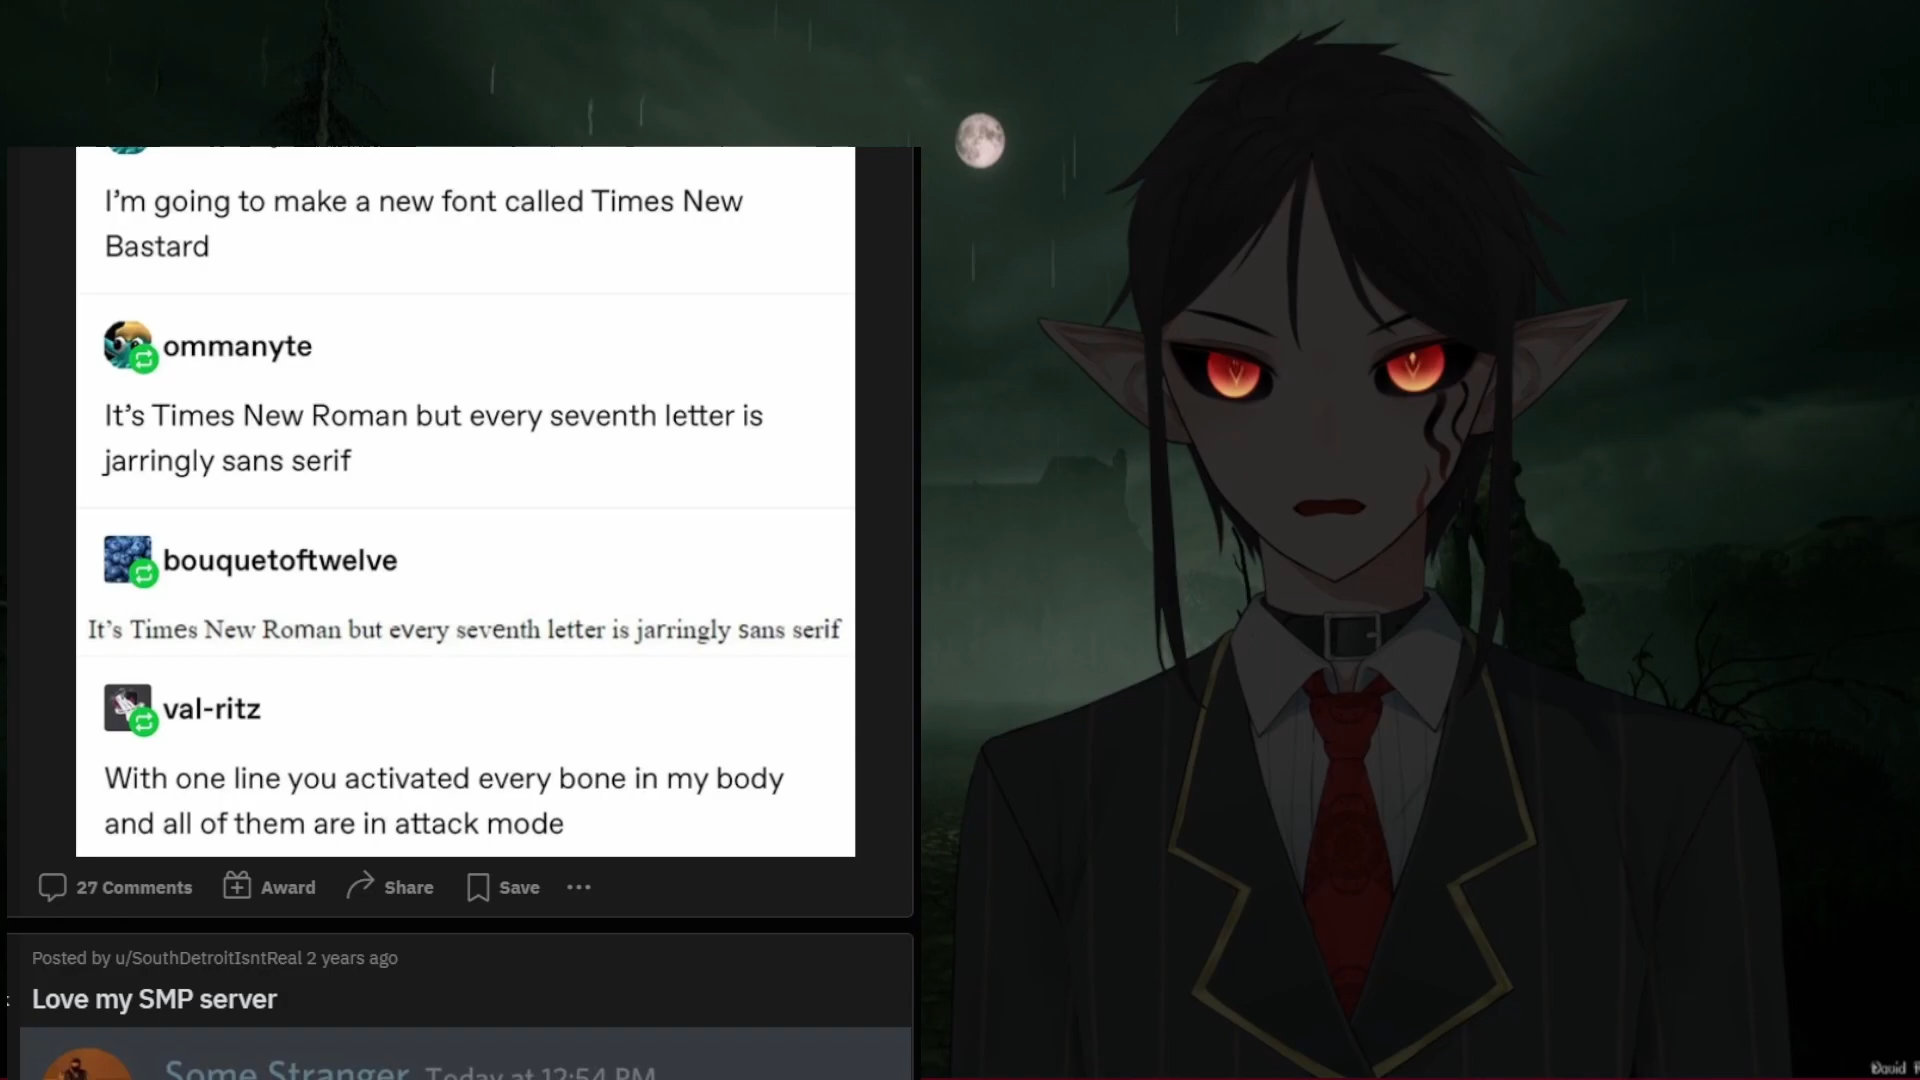 I'm going to make a new font called Times New
Bastard
ommanyte
It's Times New Roman but every seventh letter is
jarringly sans serif
bouquetoftwelve
It's Times New Roman but every seventh letter is jarringly sans serif
val-ritz
With one line you activated every bone in my body
and all of them are in attack mode
27 Comments Award Share Save
Posted by u/SouthDetroitIsntReal 2 years ago
Love my SMP server
Some Stranger Today at 12:54 PM
David